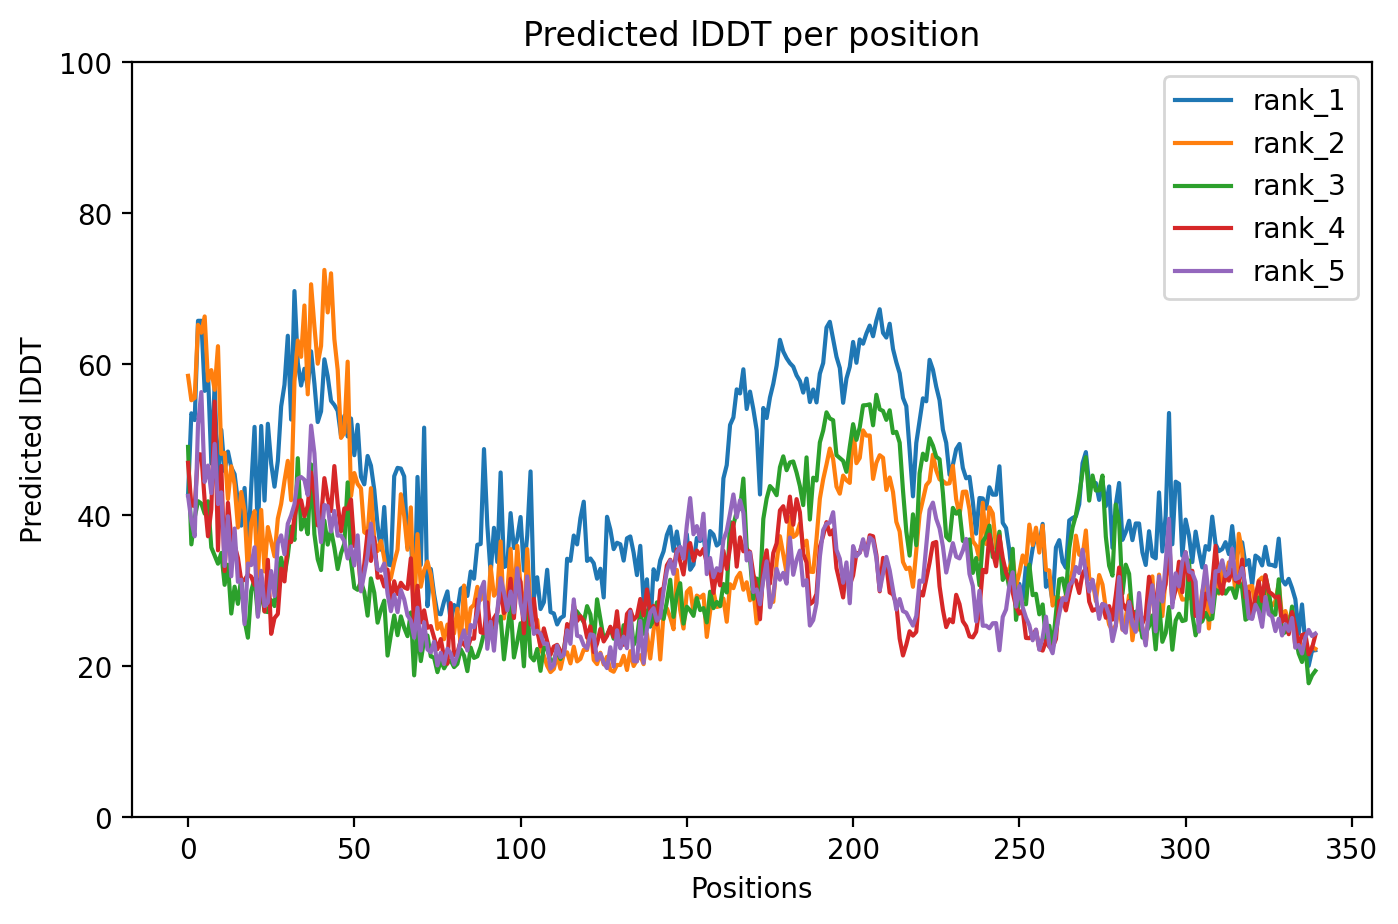 Predicted lDDT per position
100
80
60
40
20
0
Predicted lDDT
0 50 100 150 200 250 300 350
Positions
rank_1
rank_2
rank_3
rank_4
rank_5